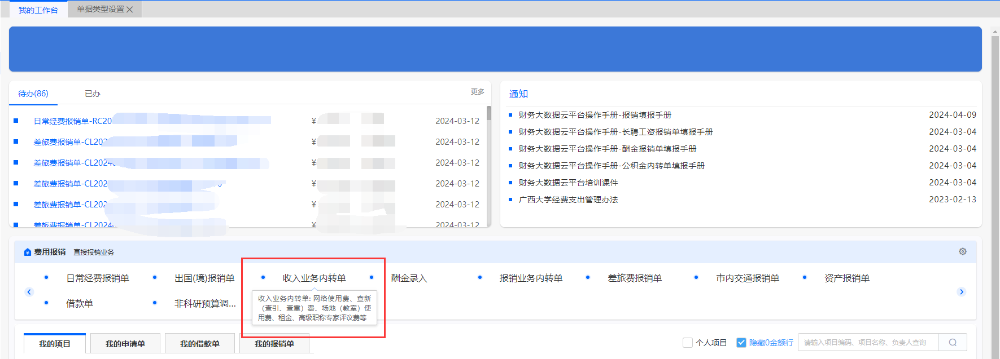 我的工作台 单据类型设置
待办(86) 已办 更多
日常经费报销单-RC20 ¥ 2024-03-12
差旅费报销单-CL202 ¥ 2024-03-12
差旅费报销单-CL2024 ¥ 2024-03-12
差旅费报销单-CL202 ¥ 2024-03-12
差旅费报销单-CL202 ¥ 2024-03-12
差旅费报销单-CL2024 ¥ 2024-03-12
通知
财务大数据云平台操作手册-报销填报手册 2024-04-09
财务大数据云平台操作手册-长聘工资报销单填报手册 2024-03-04
财务大数据云平台操作手册-酬金报销单填报手册 2024-03-04
财务大数据云平台操作手册-公积金内转单填报手册 2024-03-04
财务大数据云平台培训课件 2024-03-04
广西大学经费支出管理办法 2023-02-13
费用报销 直接报销业务
日常经费报销单 出国(境)报销单 收入业务内转单 酬金录入 报销业务内转单 差旅费报销单 市内交通报销单 资产报销单
借款单 非科研预算调...
收入业务内转单: 网络使用费、查新
（查引、查重）费、场地（教室）使
用费、租金、高级职称专家评议费等
我的项目 我的申请单 我的借款单 我的报销单 个人项目 隐藏0金额行 请输入项目编码、项目名称、负责人查询